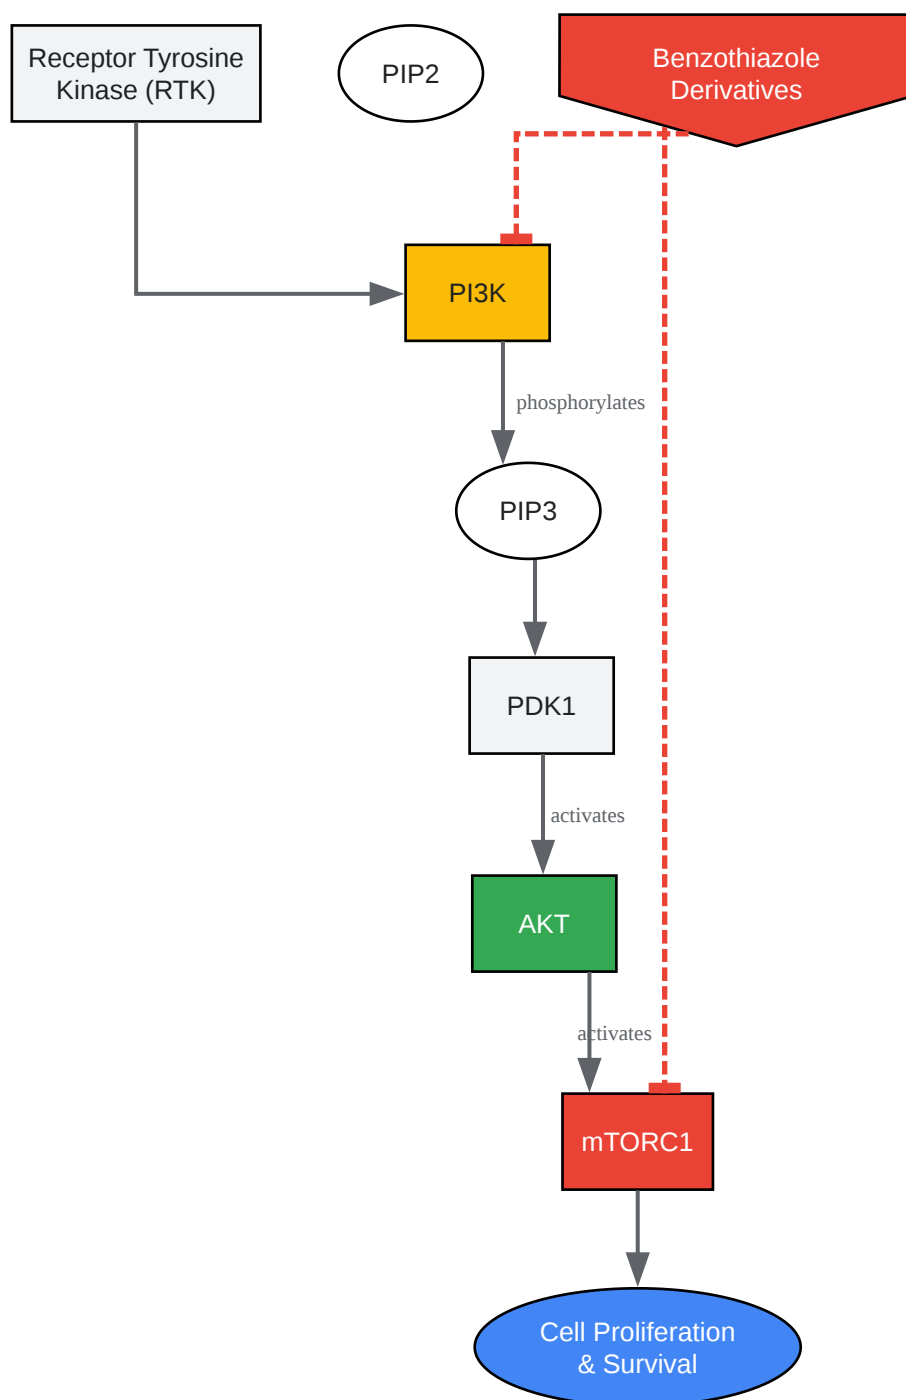 Receptor Tyrosine
Kinase (RTK)
PIP2
Benzothiazole
Derivatives
PI3K
phosphorylates
PIP3
PDK1
activates
AKT
activates
mTORC1
Cell Proliferation
& Survival